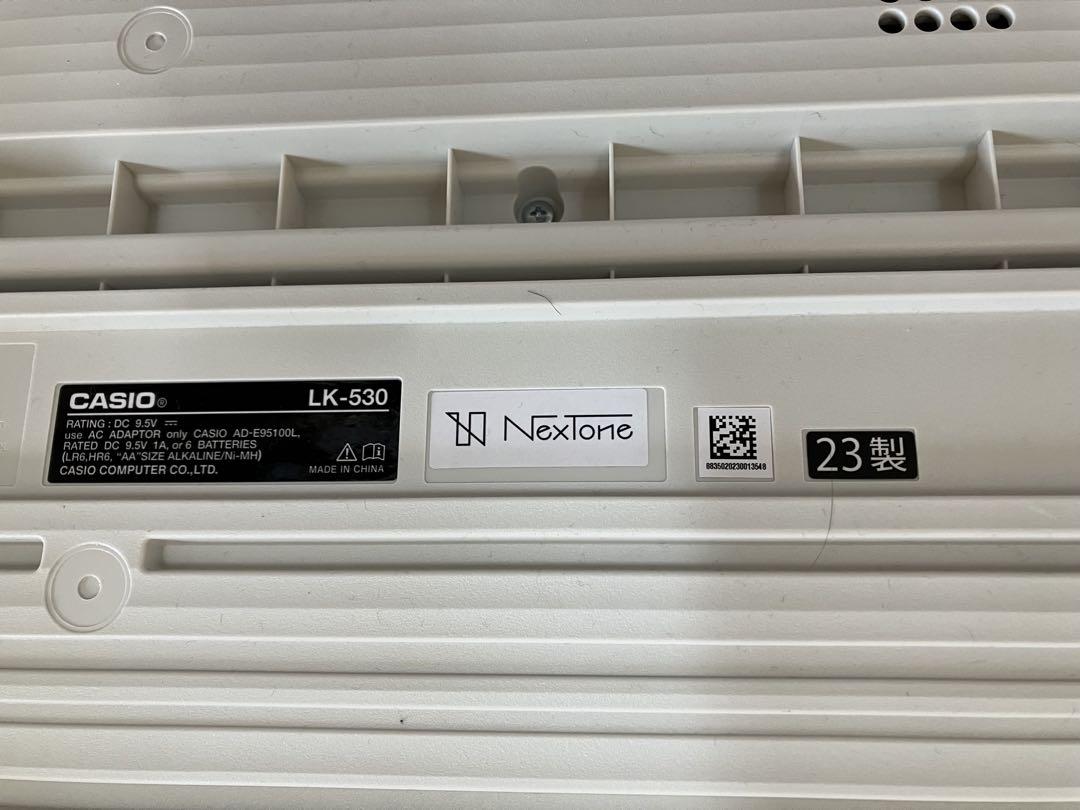 CASIO® LK-530
RATING: DC 9.5V ⎓
use AC ADAPTOR only CASIO AD-E95100L,
RATED DC 9.5V 1A, or 6 BATTERIES
(LR6,HR6, "AA"SIZE ALKALINE/Ni-MH)
CASIO COMPUTER CO.,LTD. MADE IN CHINA
NexTone
0835020230013548
23製